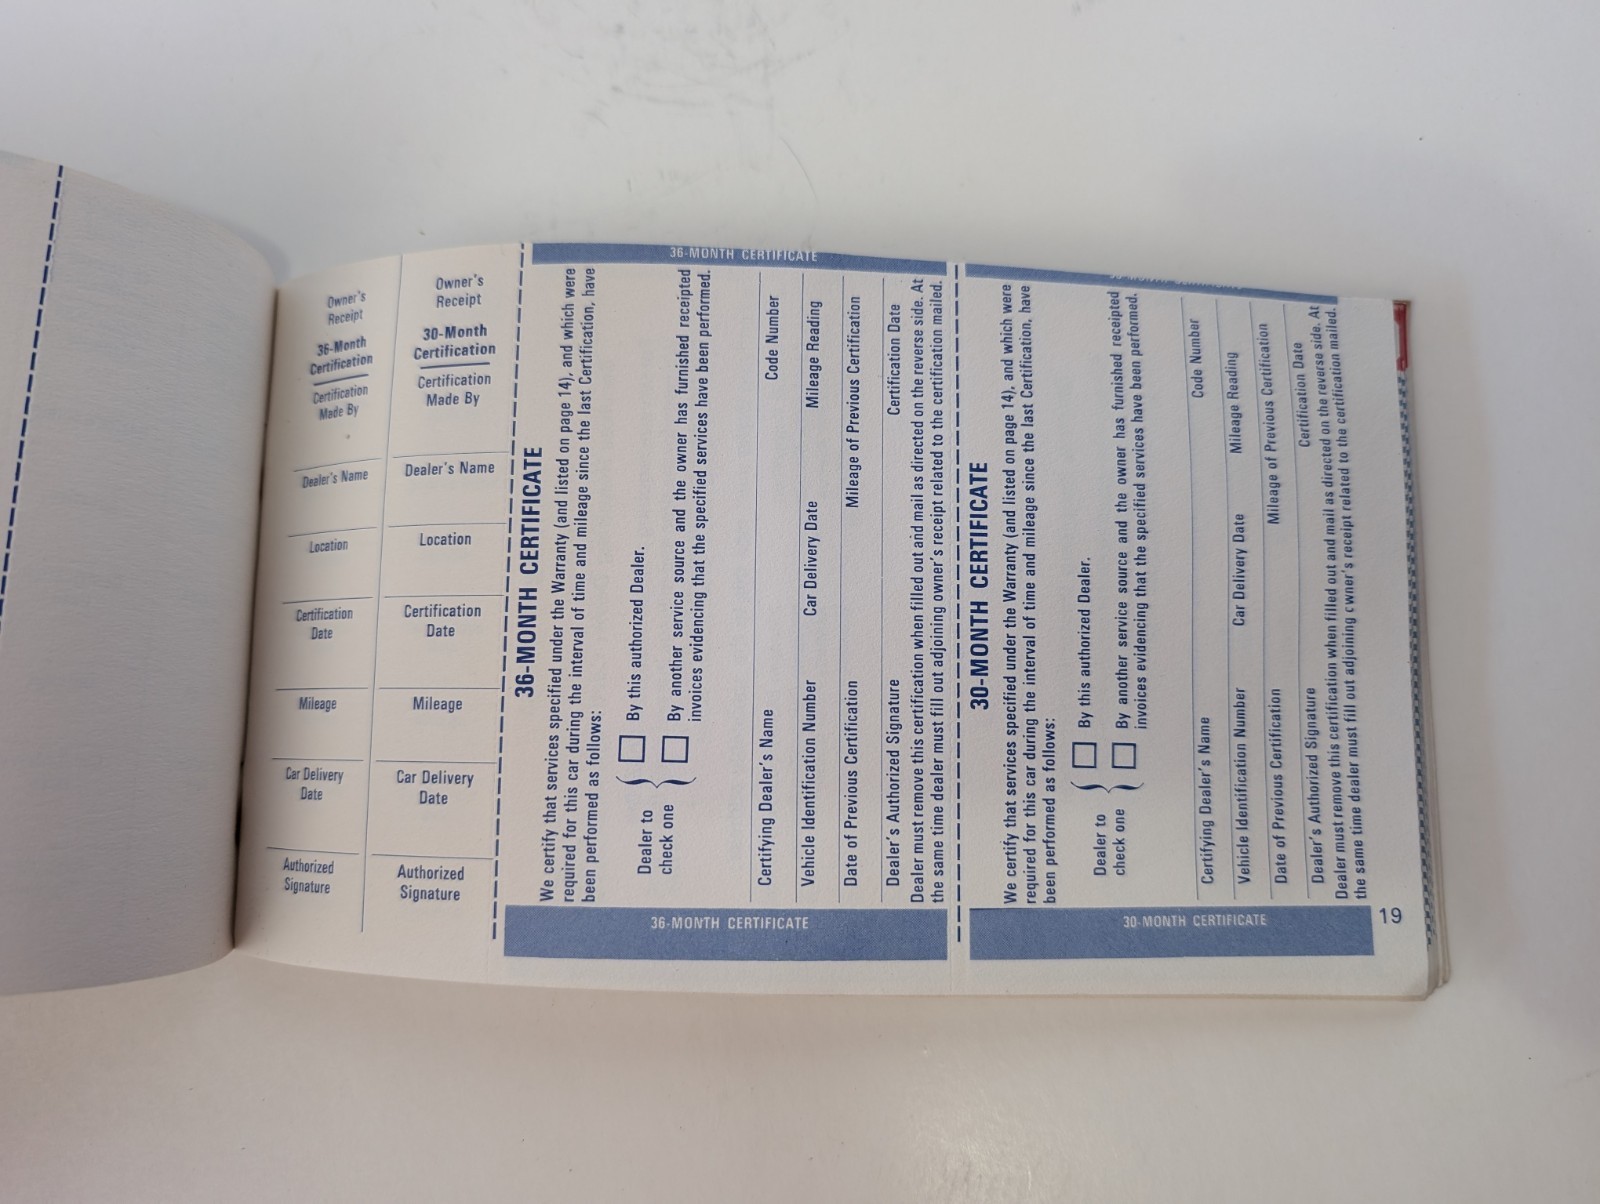 Owner's
Receipt
36-Month
Certification
Certification
Made By
Dealer's Name
Location
Certification
Date
Mileage
Car Delivery
Date
Authorized
Signature
Owner's
Receipt
30-Month
Certification
Certification
Made By
Dealer's Name
Location
Certification
Date
Mileage
Car Delivery
Date
Authorized
Signature
36-MONTH CERTIFICATE
36-MONTH CERTIFICATE
We certify that services specified under the Warranty (and listed on page 14), and which were
required for this car during the interval of time and mileage since the last Certification, have
been performed as follows:
Dealer to
check one
By this authorized Dealer.
By another service source and the owner has furnished receipted
invoices evidencing that the specified services have been performed.
Certifying Dealer's Name Code Number
Vehicle Identification Number Car Delivery Date Mileage Reading
Date of Previous Certification Mileage of Previous Certification
Dealer's Authorized Signature Certification Date
Dealer must remove this certification when filled out and mail as directed on the reverse side. At
the same time dealer must fill out adjoining owner's receipt related to the certification mailed.
36-MONTH CERTIFICATE
30-MONTH CERTIFICATE
We certify that services specified under the Warranty (and listed on page 14), and which were
required for this car during the interval of time and mileage since the last Certification, have
been performed as follows:
Dealer to
check one
By this authorized Dealer.
By another service source and the owner has furnished receipted
invoices evidencing that the specified services have been performed.
Certifying Dealer's Name Code Number
Vehicle Identification Number Car Delivery Date Mileage Reading
Date of Previous Certification Mileage of Previous Certification
Dealer's Authorized Signature Certification Date
Dealer must remove this certification when filled out and mail as directed on the reverse side. At
the same time dealer must fill out adjoining owner's receipt related to the certification mailed.
30-MONTH CERTIFICATE
19